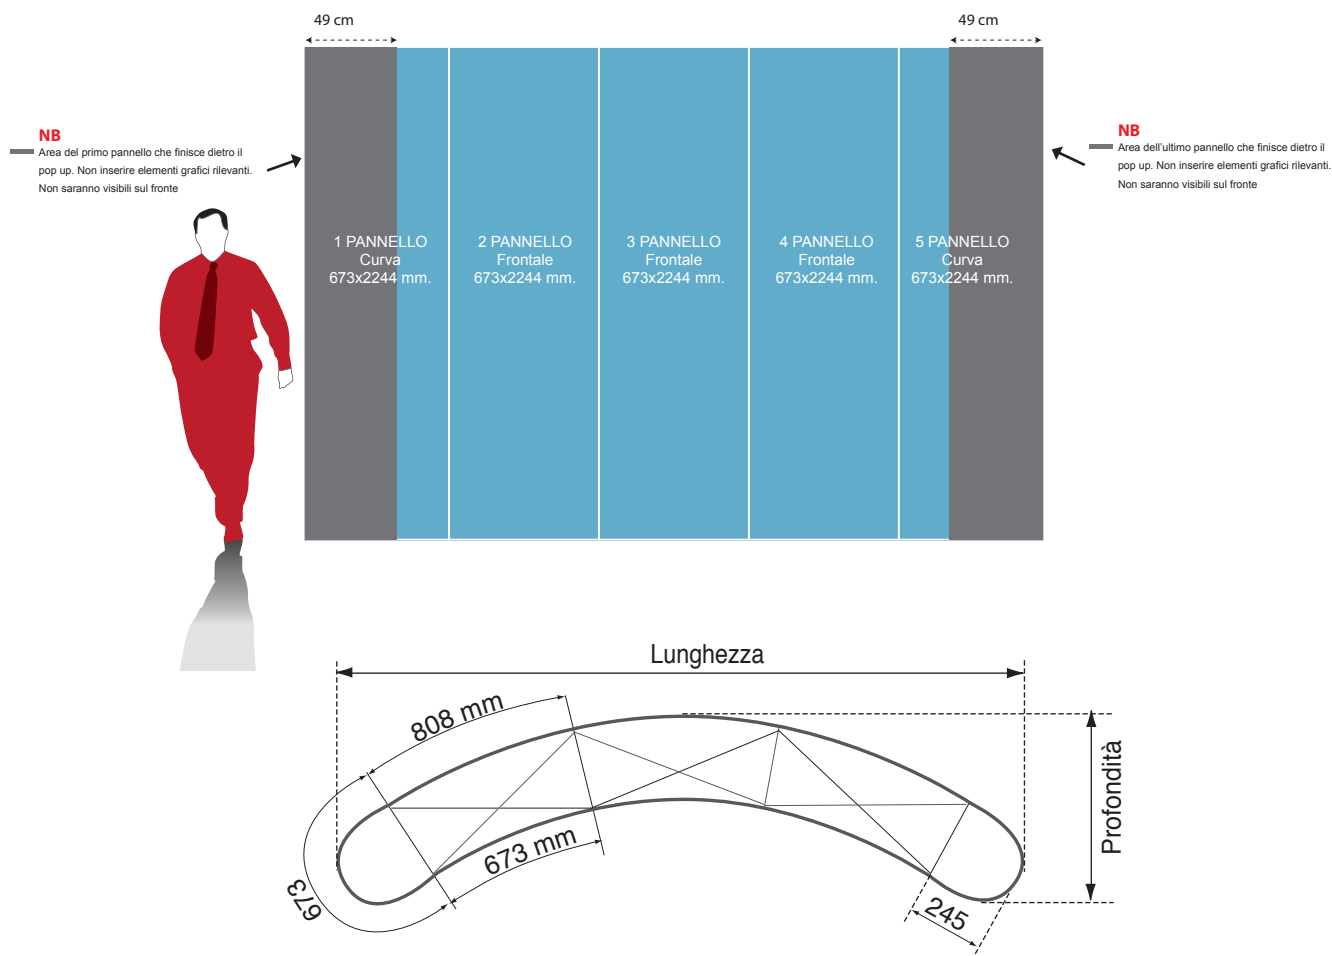 49 cm
49 cm
NB
Area del primo pannello che finisce dietro il
pop up. Non inserire elementi grafici rilevanti.
Non saranno visibili sul fronte
NB
Area dell'ultimo pannello che finisce dietro il
pop up. Non inserire elementi grafici rilevanti.
Non saranno visibili sul fronte
1 PANNELLO
Curva
673x2244 mm.
2 PANNELLO
Frontale
673x2244 mm.
3 PANNELLO
Frontale
673x2244 mm.
4 PANNELLO
Frontale
673x2244 mm.
5 PANNELLO
Curva
673x2244 mm.
Lunghezza
808 mm
673 mm
673
245
Profondità